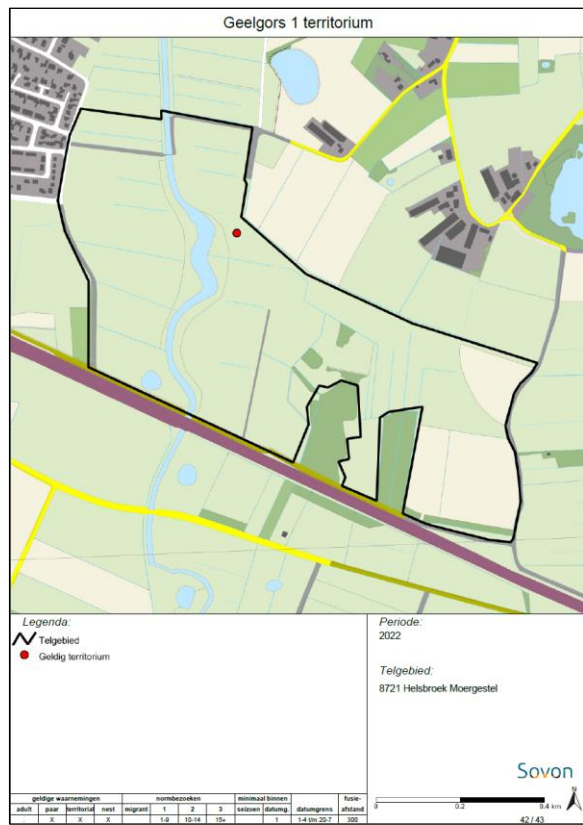 Geelgors 1 territorium
Legenda:
Telgebied
Geldig territorium
Periode:
2022
Telgebied:
8721 Helsbroek Moergestel
Sovon
N
0 0.2 0.4 km
42 / 43
geldige waarnemingen normbezoeken minimaal binnen fusie-
adult paar territorial nest migrant 1 2 3 seizoen datumg. datumgrens afstand
. X X X 1-9 10-14 15+ 1 1-4 t/m 20-7 300